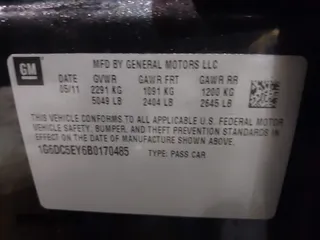 GM
MFD BY GENERAL MOTORS LLC
DATE GVWR GAWR FRT GAWR RR
05/11 2291 KG 1091 KG 1200 KG
5049 LB 2404 LB 2645 LB
THIS VEHICLE CONFORMS TO ALL APPLICABLE U.S. FEDERAL MOTOR
VEHICLE SAFETY, BUMPER, AND THEFT PREVENTION STANDARDS IN
EFFECT ON THE DATE OF MANUFACTURE SHOWN ABOVE.
1G6DC5EY6B0170485 TYPE: PASS CAR